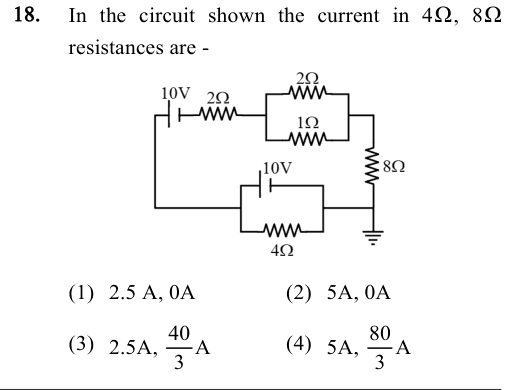 18. In the circuit shown the current in 4Ω, 8Ω
resistances are -
2Ω
10V 2Ω
1Ω
8Ω
10V
4Ω
(1) 2.5 A, 0A (2) 5A, 0A
(3) 2.5A, 40/3 A (4) 5A, 80/3 A